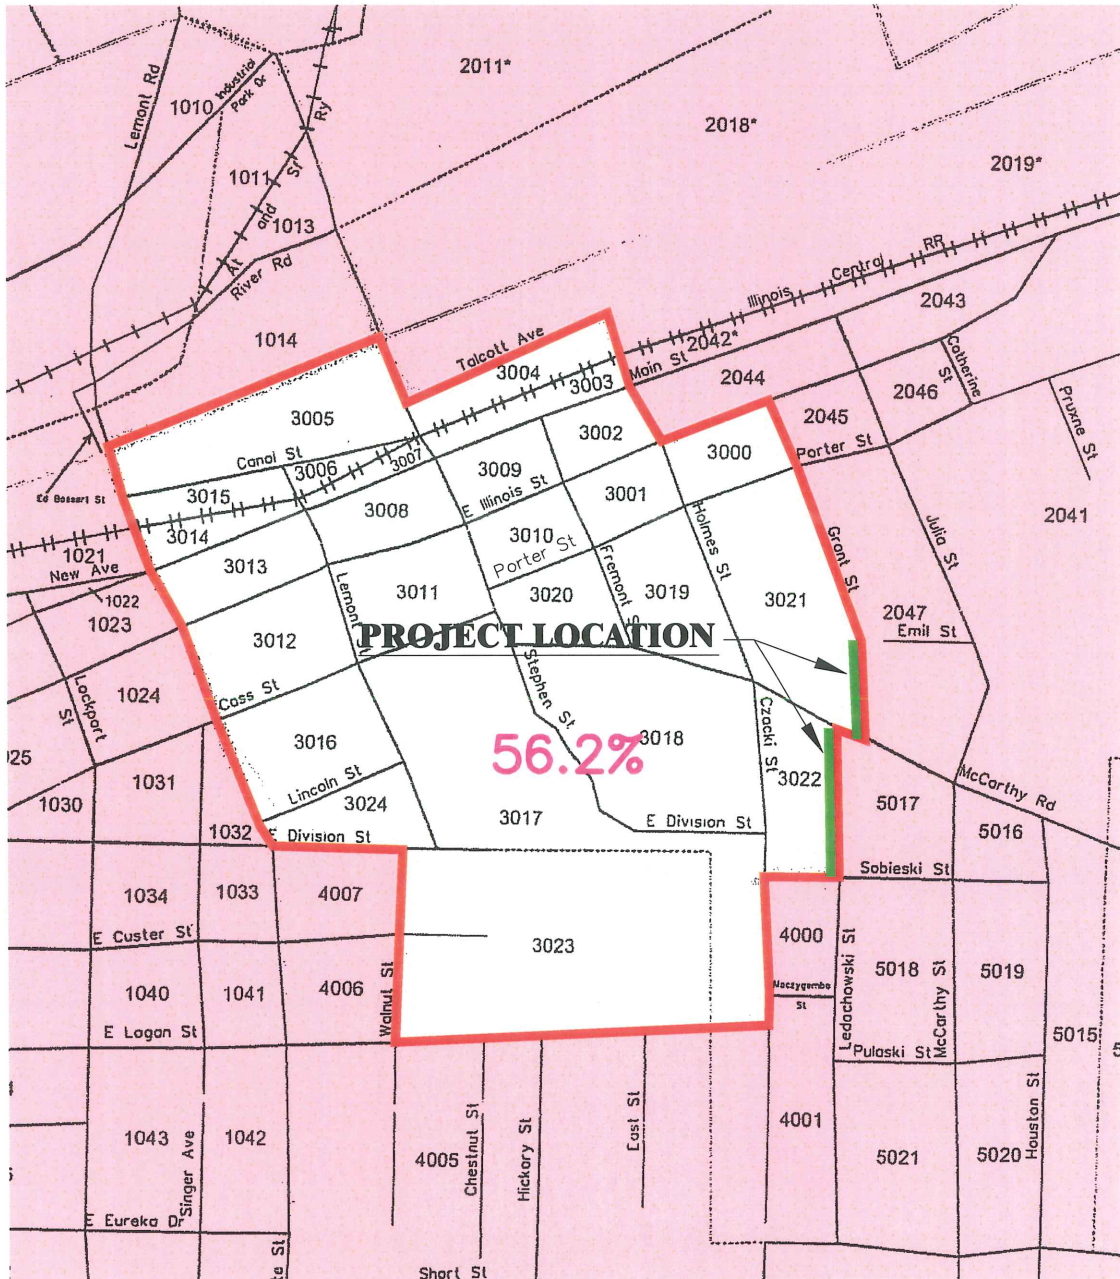 2011*
Lemont Rd
1010
Industrial
Park Dr
Ry
2018*
2019*
1011
At and Sf
1013
River Rd
Illinois Central RR
1014
2043
Talcott Ave
2042*
3004
Main St
3003
2044
Catherine
St
2046
Pruxne St
3005
2045
3002
Porter St
3000
Canal St
3007
3006
3009
3015
Ed Bossert St
E Illinois St
3001
3008
2041
3014
3010
Holmes St
Julia St
1021
Porter St
Grant St
New Ave
3013
Fremont St
1022
3011
3020
3019
3021
1023
Lemont
2047
Emil St
3012
PROJECT LOCATION
1024
Cass St
Lockport
St
Stephen St
Czacki St
3016
56.2%
3018
025
1031
3022
McCarthy Rd
Lincoln St
1030
3024
5017
3017
E Division St
5016
1032
E Division St
Sobieski St
1034
1033
4007
4000
E Custer St
3023
Ledochowski St
5018
McCarthy St
5019
1040
1041
4006
Walnut St
St
E Logan St
5015
Pulaski St
1043
Singer Ave
1042
4005
Chestnut St
Hickory St
East St
4001
5021
5020
Houston St
E Eureka Dr
te St
Short St